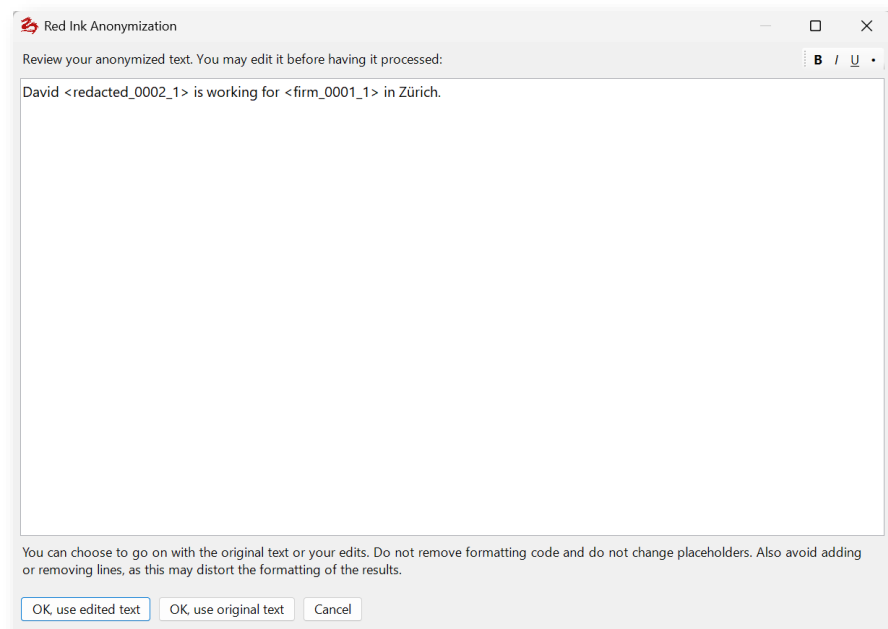 Red Ink Anonymization
Review your anonymized text. You may edit it before having it processed:
B I U •
David <redacted_0002_1> is working for <firm_0001_1> in Zürich.
You can choose to go on with the original text or your edits. Do not remove formatting code and do not change placeholders. Also avoid adding
or removing lines, as this may distort the formatting of the results.
OK, use edited text OK, use original text Cancel